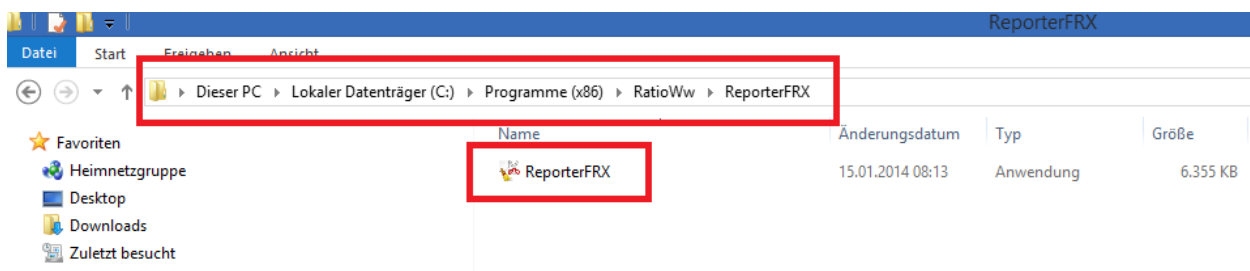 ReporterFRX
Datei Start Freigeben Ansicht
Dieser PC Lokaler Datenträger (C:) Programme (x86) RatioWw ReporterFRX
Name Änderungsdatum Typ Größe
Favoriten
Heimnetzgruppe ReporterFRX 15.01.2014 08:13 Anwendung 6.355 KB
Desktop
Downloads
Zuletzt besucht